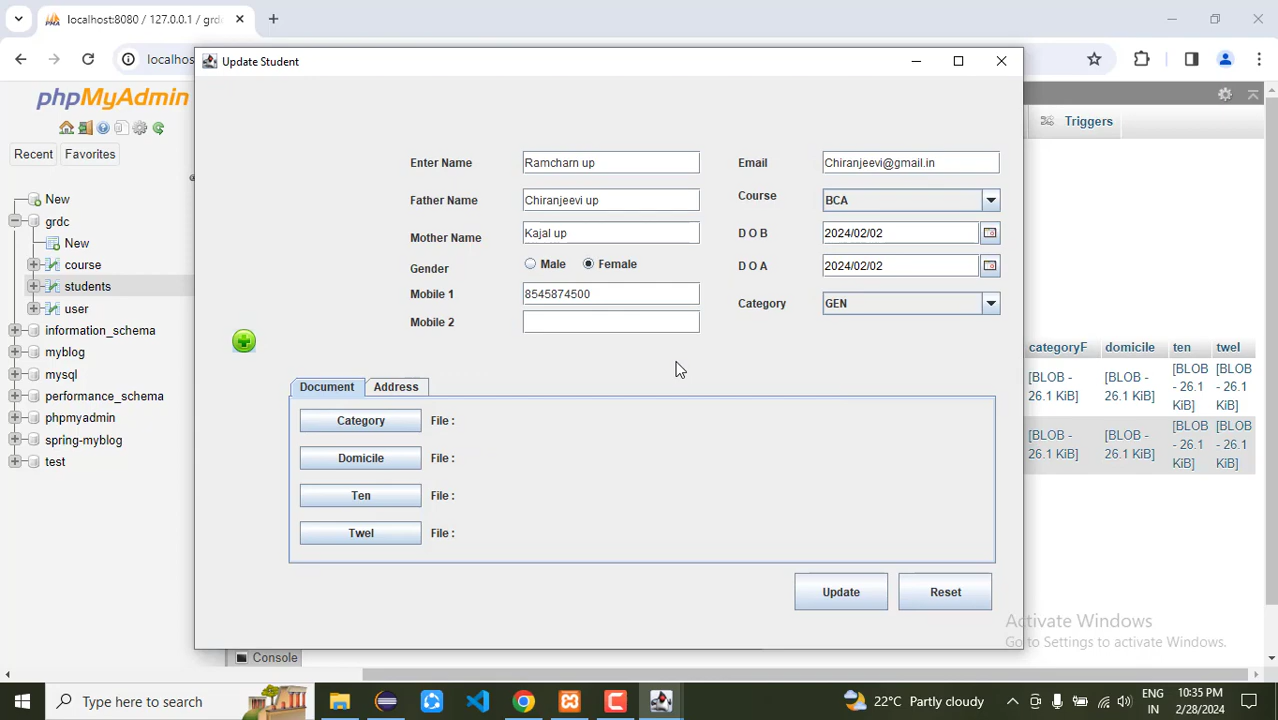 localhost:8080 / 127.0.0.1 / grdc
localhos
phpMyAdmin
Recent
Favorites
New
grdc
New
course
students
user
information_schema
myblog
mysql
performance_schema
phpmyadmin
spring-myblog
test
Update Student
Enter Name
Ramcharn up
Email
Chiranjeevi@gmail.in
Father Name
Chiranjeevi up
Course
BCA
Mother Name
Kajal up
D O B
2024/02/02
Gender
Male
Female
D O A
2024/02/02
Mobile 1
8545874500
Category
GEN
Mobile 2
Document
Address
Category
File :
Domicile
File :
Ten
File :
Twel
File :
Update
Reset
Triggers
categoryF domicile ten twel
[BLOB - [BLOB - [BLOB [BLOB
26.1 KiB] 26.1 KiB] - 26.1 - 26.1
KiB] KiB]
[BLOB - [BLOB - [BLOB [BLOB
26.1 KiB] 26.1 KiB] - 26.1 - 26.1
KiB] KiB]
Activate Windows
Go to Settings to activate Windows.
Console
Type here to search
22°C Partly cloudy
ENG
IN
10:35 PM
2/28/2024